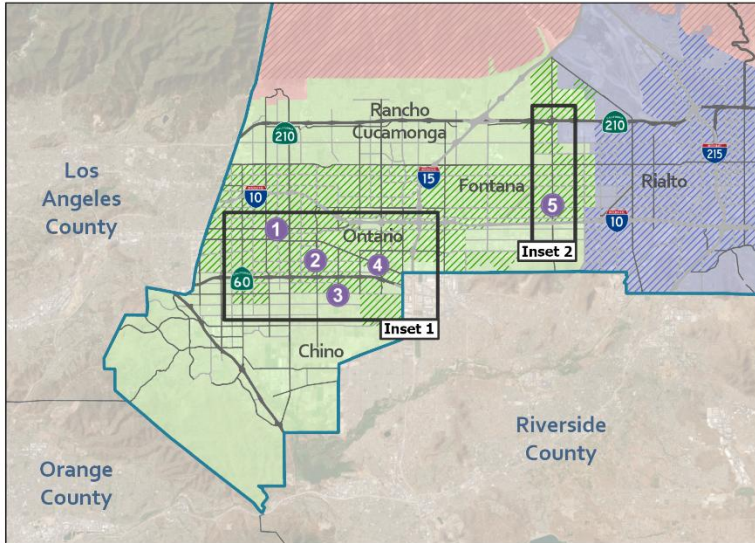 Rancho
Cucamonga
210
210
Los
Angeles
County
15
215
Fontana
Rialto
10
5
10
1
Ontario
2
4
Inset 2
60
3
Inset 1
Chino
Riverside
County
Orange
County